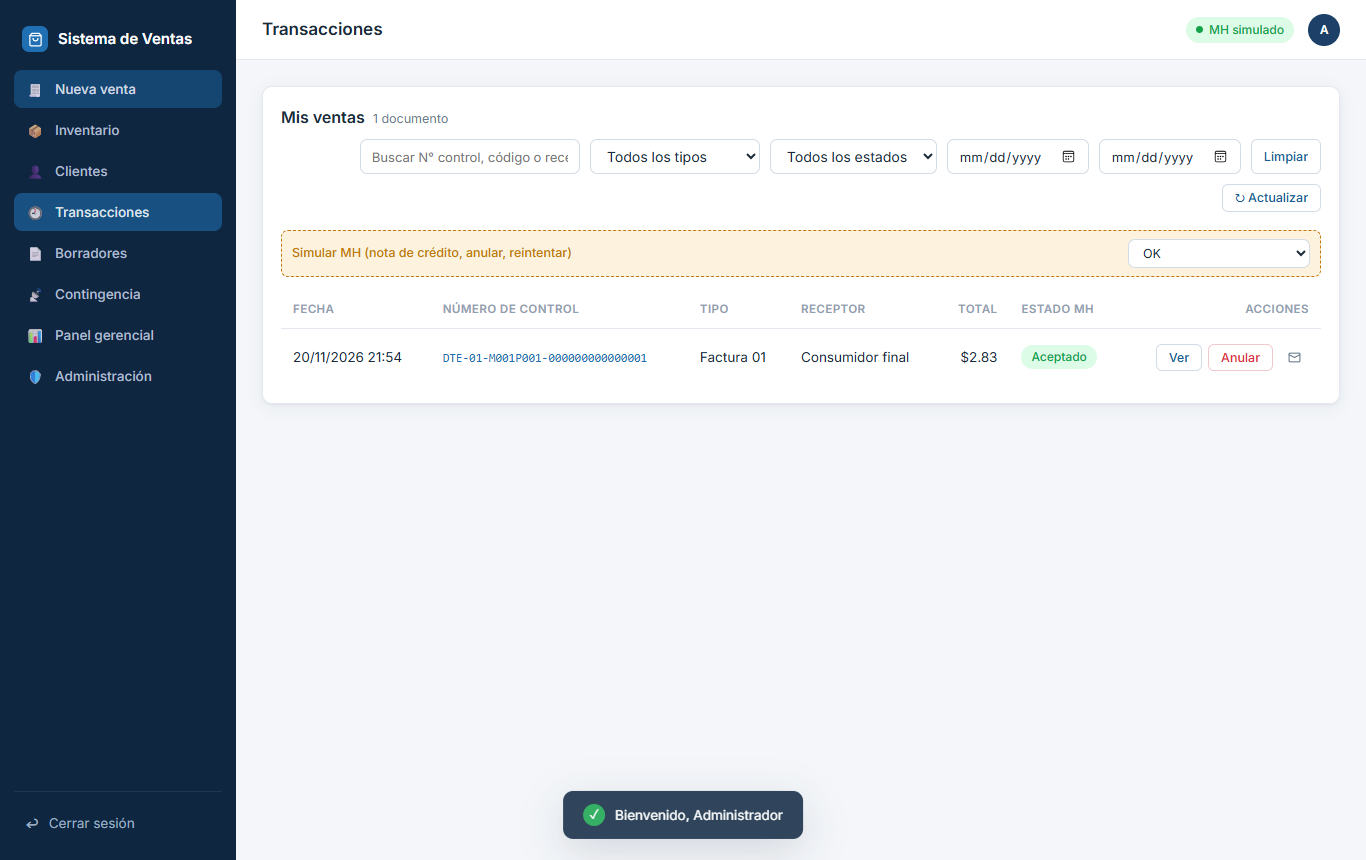 Sistema de Ventas
Nueva venta
Inventario
Clientes
Transacciones
Borradores
Contingencia
Panel gerencial
Administración
Cerrar sesión
Transacciones
MH simulado
A
Mis ventas 1 documento
Buscar N° control, código o rece
Todos los tipos
Todos los estados
mm/dd/yyyy
mm/dd/yyyy
Limpiar
↻ Actualizar
Simular MH (nota de crédito, anular, reintentar)
OK
FECHA NÚMERO DE CONTROL TIPO RECEPTOR TOTAL ESTADO MH ACCIONES
20/11/2026 21:54 DTE-01-M001P001-000000000000001 Factura 01 Consumidor final $2.83 Aceptado Ver Anular
Bienvenido, Administrador